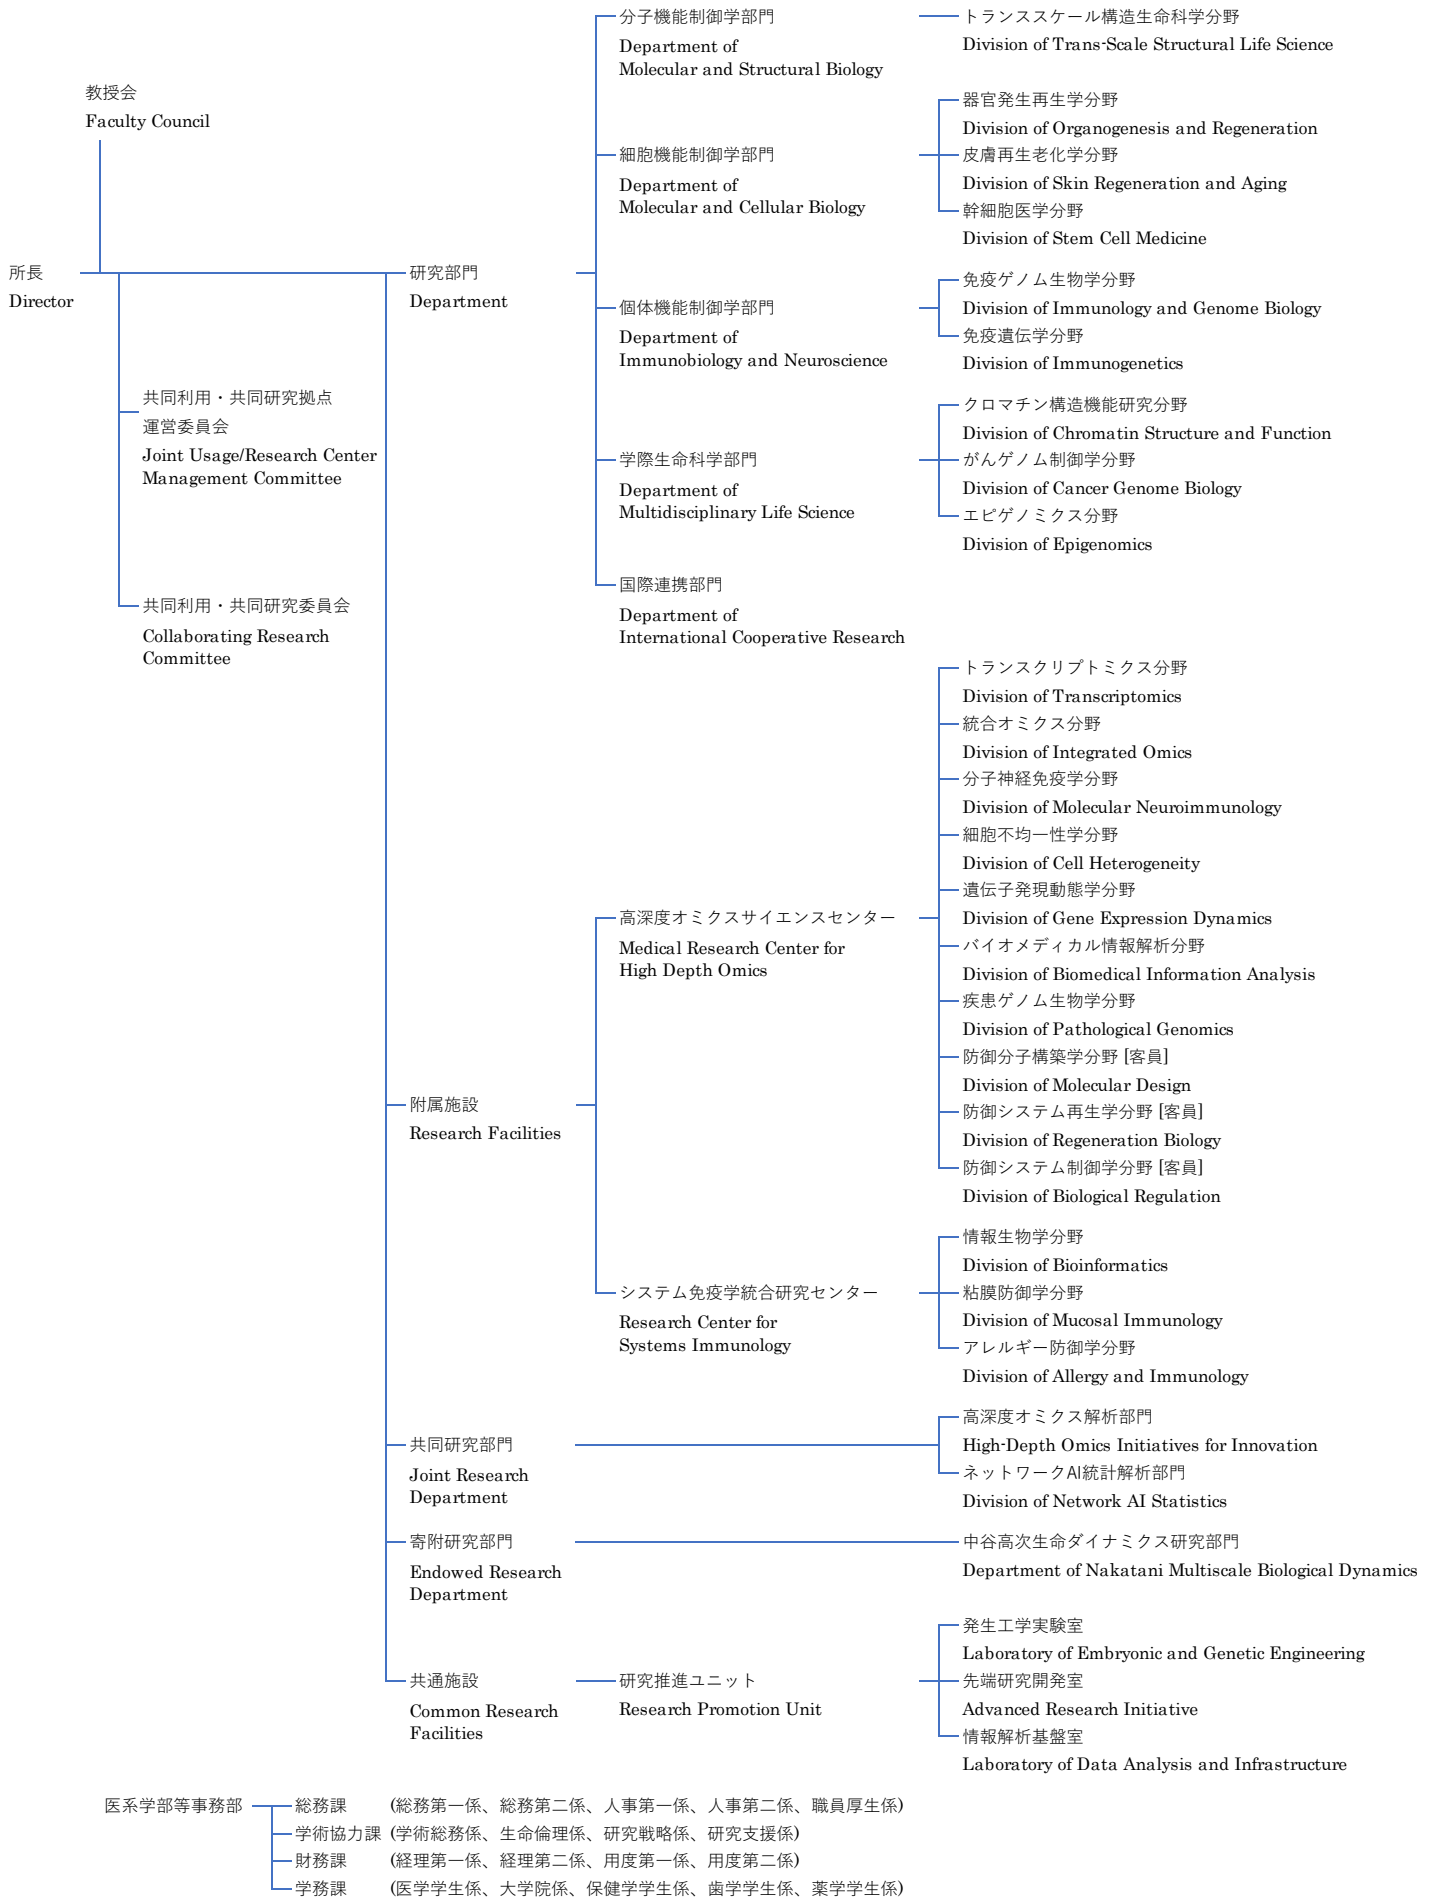 教授会
Faculty Council
所長
Director
共同利用・共同研究拠点
運営委員会
Joint Usage/Research Center
Management Committee
共同利用・共同研究委員会
Collaborating Research
Committee
研究部門
Department
分子機能制御学部門
Department of
Molecular and Structural Biology
トランススケール構造生命科学分野
Division of Trans-Scale Structural Life Science
細胞機能制御学部門
Department of
Molecular and Cellular Biology
器官発生再生学分野
Division of Organogenesis and Regeneration
皮膚再生老化学分野
Division of Skin Regeneration and Aging
幹細胞医学分野
Division of Stem Cell Medicine
個体機能制御学部門
Department of
Immunobiology and Neuroscience
免疫ゲノム生物学分野
Division of Immunology and Genome Biology
免疫遺伝学分野
Division of Immunogenetics
学際生命科学部門
Department of
Multidisciplinary Life Science
クロマチン構造機能研究分野
Division of Chromatin Structure and Function
がんゲノム制御学分野
Division of Cancer Genome Biology
エピゲノミクス分野
Division of Epigenomics
国際連携部門
Department of
International Cooperative Research
附属施設
Research Facilities
高深度オミクスサイエンスセンター
Medical Research Center for
High Depth Omics
トランスクリプトミクス分野
Division of Transcriptomics
統合オミクス分野
Division of Integrated Omics
分子神経免疫学分野
Division of Molecular Neuroimmunology
細胞不均一性学分野
Division of Cell Heterogeneity
遺伝子発現動態学分野
Division of Gene Expression Dynamics
バイオメディカル情報解析分野
Division of Biomedical Information Analysis
疾患ゲノム生物学分野
Division of Pathological Genomics
防御分子構築学分野 [客員]
Division of Molecular Design
防御システム再生学分野 [客員]
Division of Regeneration Biology
防御システム制御学分野 [客員]
Division of Biological Regulation
システム免疫学統合研究センター
Research Center for
Systems Immunology
情報生物学分野
Division of Bioinformatics
粘膜防御学分野
Division of Mucosal Immunology
アレルギー防御学分野
Division of Allergy and Immunology
共同研究部門
Joint Research
Department
高深度オミクス解析部門
High-Depth Omics Initiatives for Innovation
ネットワークAI統計解析部門
Division of Network AI Statistics
寄附研究部門
Endowed Research
Department
中谷高次生命ダイナミクス研究部門
Department of Nakatani Multiscale Biological Dynamics
共通施設
Common Research
Facilities
研究推進ユニット
Research Promotion Unit
発生工学実験室
Laboratory of Embryonic and Genetic Engineering
先端研究開発室
Advanced Research Initiative
情報解析基盤室
Laboratory of Data Analysis and Infrastructure
医系学部等事務部
総務課 (総務第一係、総務第二係、人事第一係、人事第二係、職員厚生係)
学術協力課 (学術総務係、生命倫理係、研究戦略係、研究支援係)
財務課 (経理第一係、経理第二係、用度第一係、用度第二係)
学務課 (医学学生係、大学院係、保健学学生係、歯学学生係、薬学学生係)